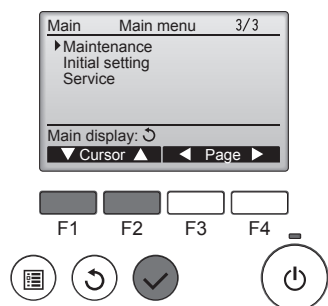 Main Main menu 3/3
Maintenance
Initial setting
Service
Main display:
Cursor Page
F1 F2 F3 F4